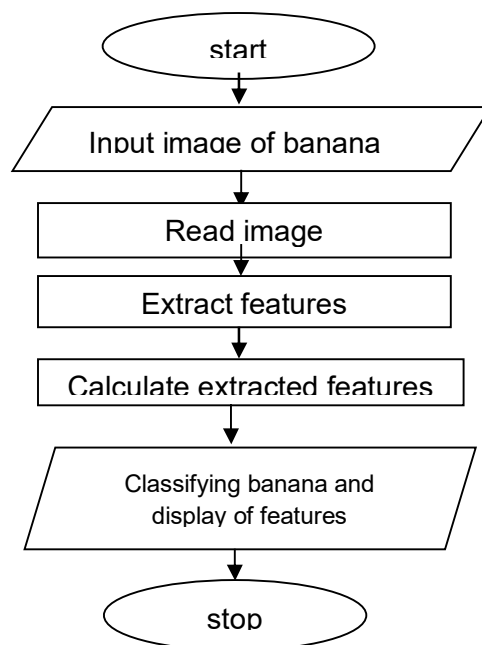 start
Input image of banana
Read image
Extract features
Calculate extracted features
Classifying banana and
display of features
stop